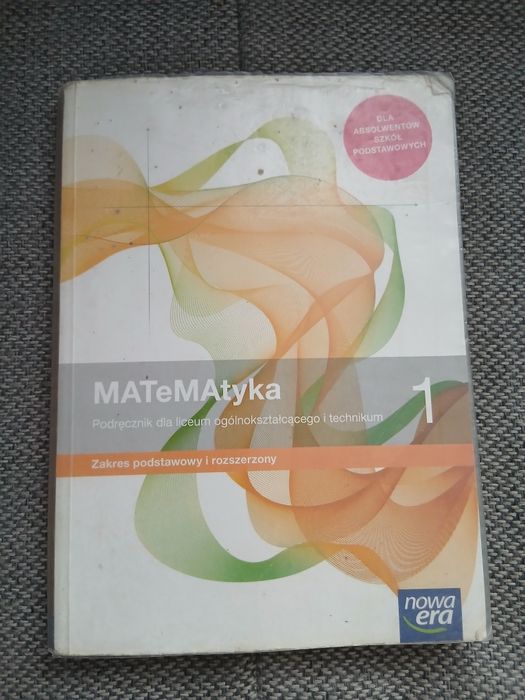 DLA
ABSOLWENTÓW
SZKÓŁ
PODSTAWOWYCH
MATeMAtyka
1
Podręcznik dla liceum ogólnokształcącego i technikum
Zakres podstawowy i rozszerzony
nowa
era